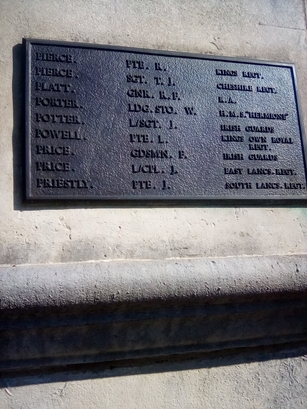 PIERCE. PTE. R. KINGS REGT.
PIERCE. SGT. T. J. CHESHIRE REGT.
PLATT. GNR. R. F. R.A.
PORTER. LDG. STO. W. H.M.S."HERMIONE"
POTTER. L/SGT. J. IRISH GUARDS
POWELL. PTE. L. KINGS OWN ROYAL
REGT.
PRICE. GDSMN. F. IRISH GUARDS
PRICE. L/CPL. J. EAST LANCS. REGT.
PRIESTLY. PTE. J. SOUTH LANCS. REGT.